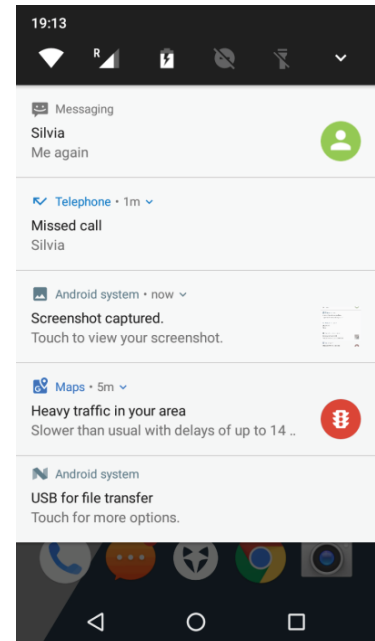 19:13
R
Messaging
Silvia
Me again
Telephone • 1m
Missed call
Silvia
Android system • now
Screenshot captured.
Touch to view your screenshot.
Maps • 5m
Heavy traffic in your area
Slower than usual with delays of up to 14 ..
Android system
USB for file transfer
Touch for more options.